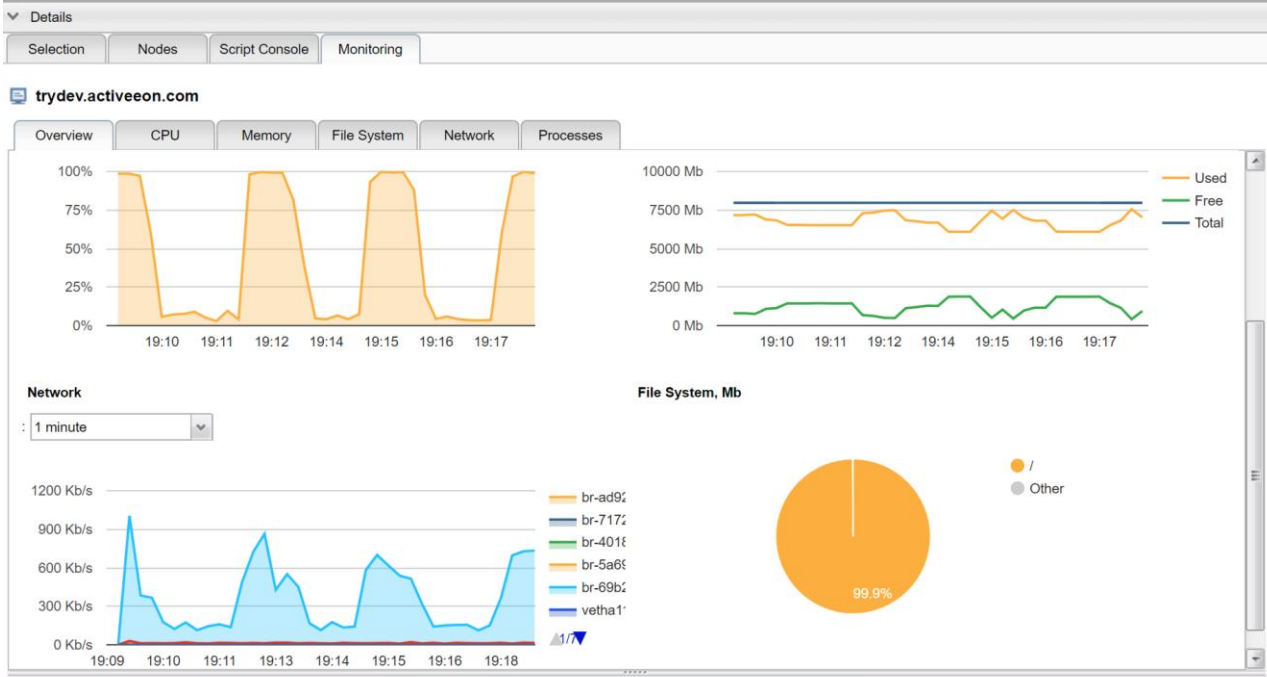 Details
Selection Nodes Script Console Monitoring
trydev.activeeon.com
Overview CPU Memory File System Network Processes
100%
75%
50%
25%
0%
19:10 19:11 19:12 19:14 19:15 19:16 19:17
10000 Mb
7500 Mb
5000 Mb
2500 Mb
0 Mb
19:10 19:11 19:12 19:14 19:15 19:16 19:17
Used
Free
Total
Network
: 1 minute
1200 Kb/s
900 Kb/s
600 Kb/s
300 Kb/s
0 Kb/s
19:09 19:10 19:11 19:13 19:14 19:15 19:16 19:18
br-ad92
br-7172
br-4018
br-5a69
br-69b2
vetha1
1/7
File System, Mb
99.9%
/
Other